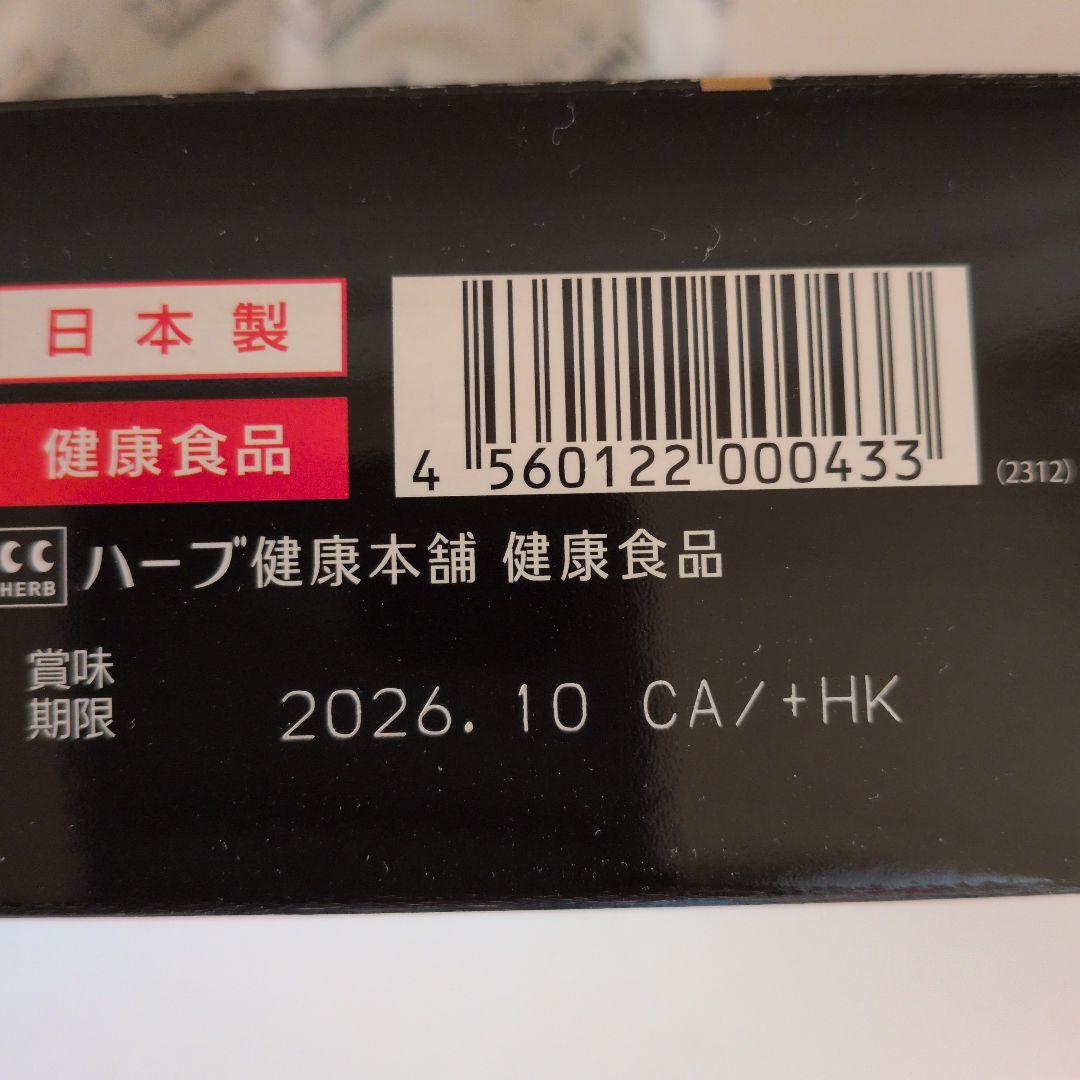 日本製
健康食品
4 560122 000433
(2312)
CC
HERB
ハーブ健康本舗 健康食品
賞味
期限
2026. 10 CA/+HK